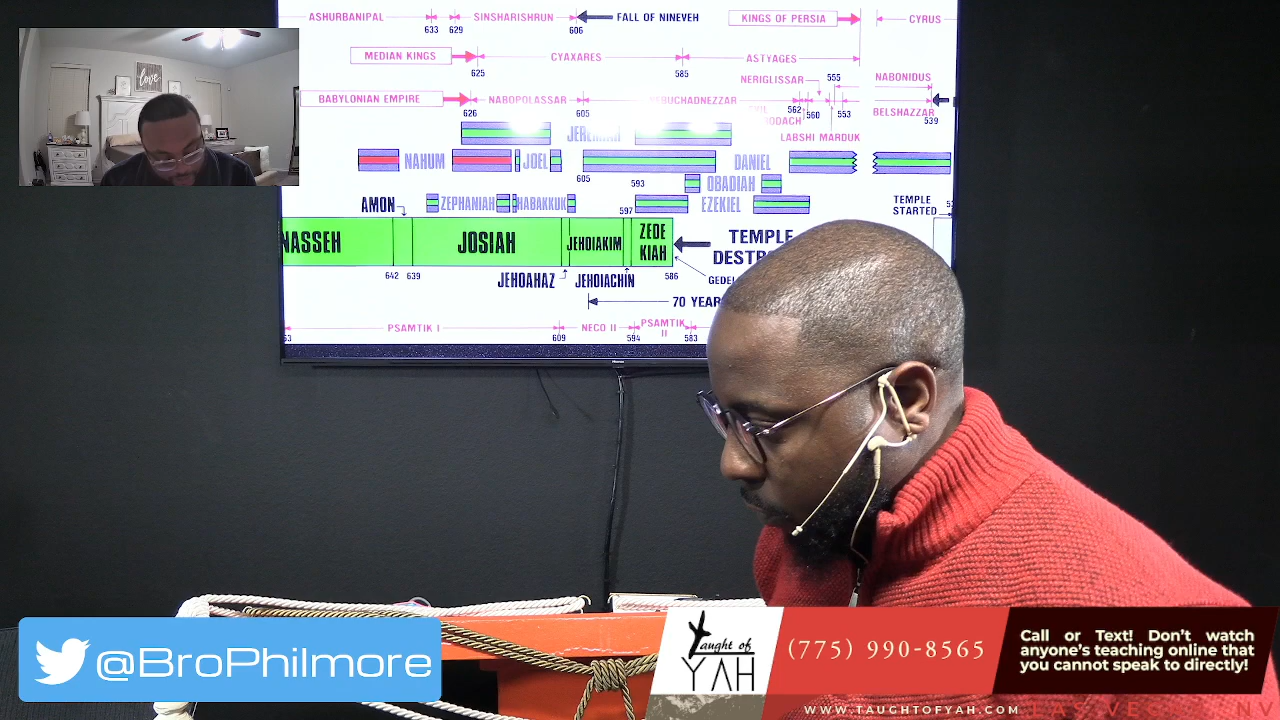 ASHURBANIPAL SINSHARISHRUN FALL OF NINEVEH KINGS OF PERSIA CYRUS
633 629 606
MEDIAN KINGS CYAXARES ASTYAGES
625 585
NERIGLISSAR 555 NABONIDUS
BABYLONIAN EMPIRE NABOPOLASSAR
626 605 562 560 553 BELSHAZZAR
539
LABSHI MARDUK
love
NAHUM JOEL DANIEL
605 593 OBADIAH
AMON ZEPHANIAH HABAKKUK 597 EZEKIEL TEMPLE
STARTED
JOSIAH JEHOIAKIM ZEDE
KIAH TEMPLE
642 639 JEHOAHAZ JEHOIACHIN 586
70
PSAMTIK I NECO II PSAMTIK
II
609 594 583
@BroPhilmore
taught of
YAH
(775) 990-8565
Call or Text! Don't watch
anyone's teaching online that
you cannot speak to directly!
WWW.TAUGHTOFYAH.COM